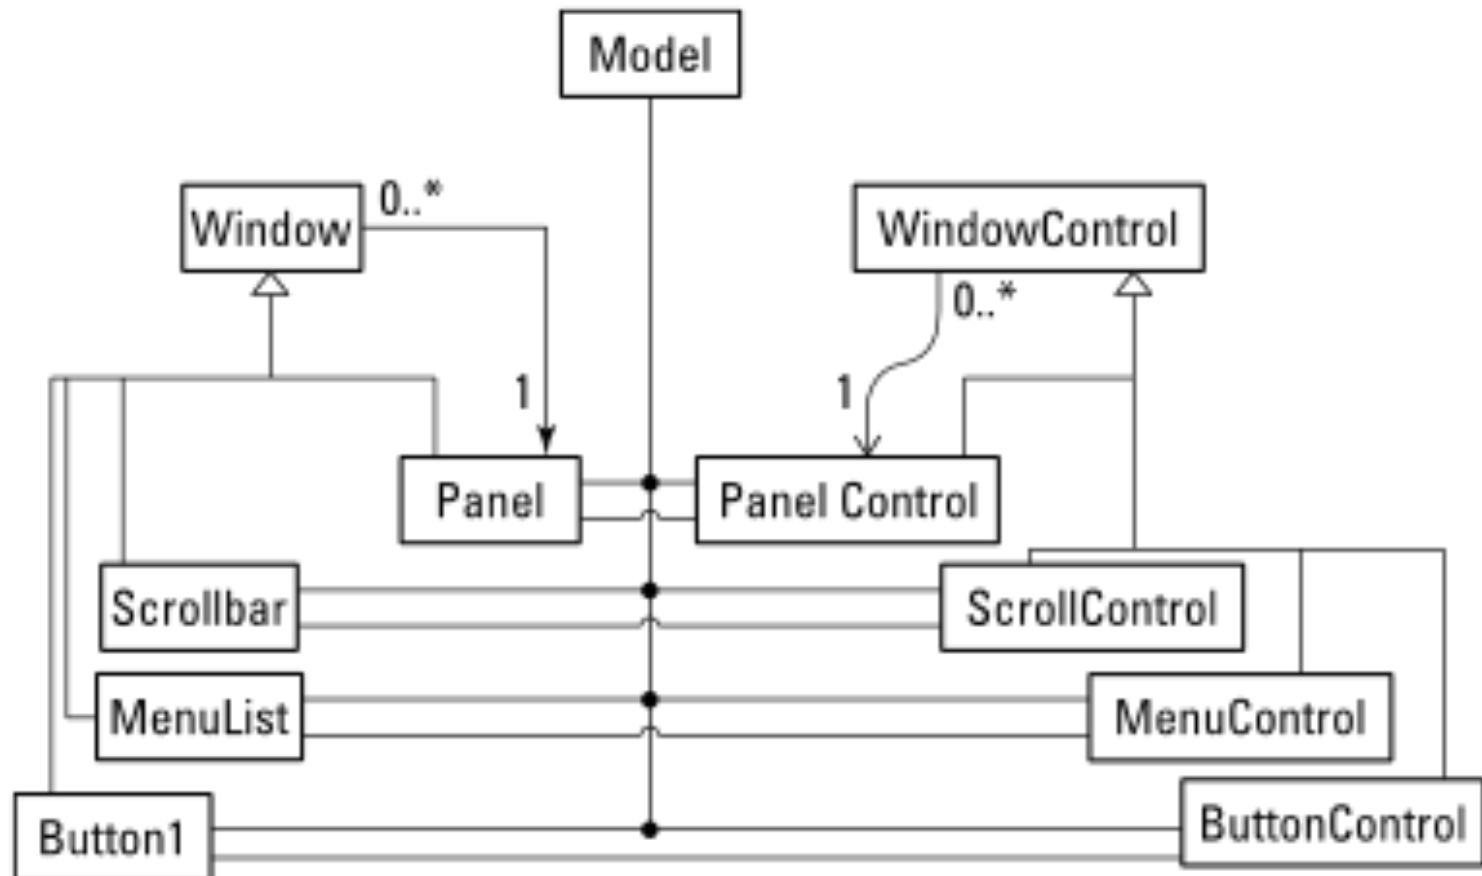 Model
Window
0..*
WindowControl
0..*
1
1
Panel
Panel Control
Scrollbar
ScrollControl
MenuList
MenuControl
Button1
ButtonControl